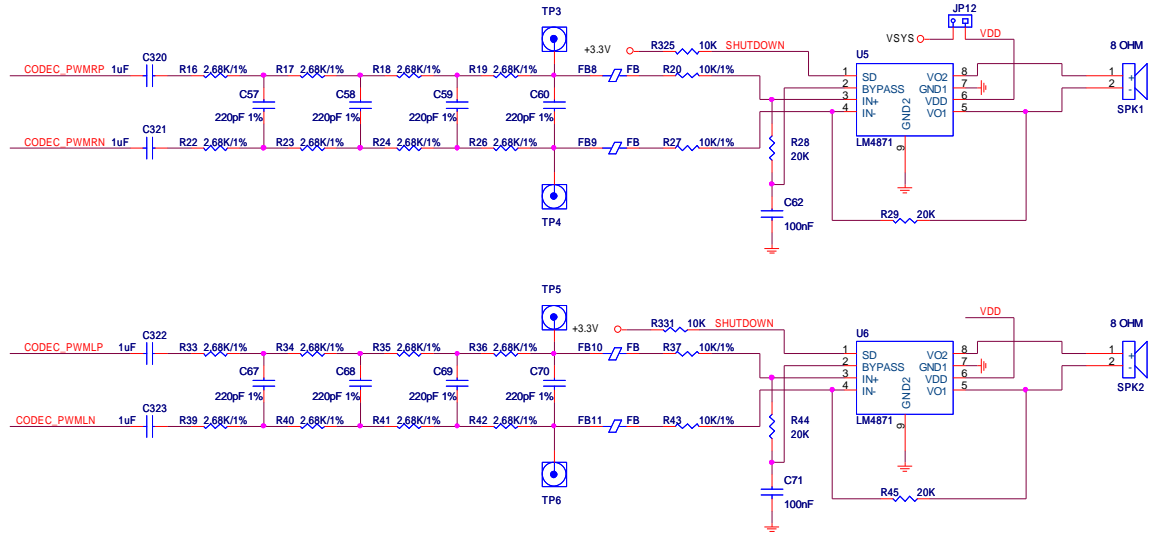 TP3
JP12
+3.3V
R325 10K SHUTDOWN
VSYS
VDD
8 OHM
C320
U5
CODEC_PWMRP 1uF
R16 2,68K/1% R17 2,68K/1% R18 2,68K/1% R19 2,68K/1%
FB8 FB R20 10K/1%
1 SD VO2 8
2 BYPASS GND1 7
3 IN+ VDD 6
4 IN- VO1 5
GND2
9
LM4871
1 +
2 -
SPK1
C57 C58 C59 C60
220pF 1% 220pF 1% 220pF 1% 220pF 1%
C321
CODEC_PWMRN 1uF
R22 2,68K/1% R23 2,68K/1% R24 2,68K/1% R26 2,68K/1%
FB9 FB R27 10K/1%
R28
20K
TP4
C62
100nF
R29 20K
TP5
+3.3V
R331 10K SHUTDOWN
VDD
8 OHM
C322
U6
CODEC_PWMLP 1uF
R33 2,68K/1% R34 2,68K/1% R35 2,68K/1% R36 2,68K/1%
FB10 FB R37 10K/1%
1 SD VO2 8
2 BYPASS GND1 7
3 IN+ VDD 6
4 IN- VO1 5
GND2
9
LM4871
1 +
2 -
SPK2
C67 C68 C69 C70
220pF 1% 220pF 1% 220pF 1% 220pF 1%
C323
CODEC_PWMLN 1uF
R39 2,68K/1% R40 2,68K/1% R41 2,68K/1% R42 2,68K/1%
FB11 FB R43 10K/1%
R44
20K
TP6
C71
100nF
R45 20K